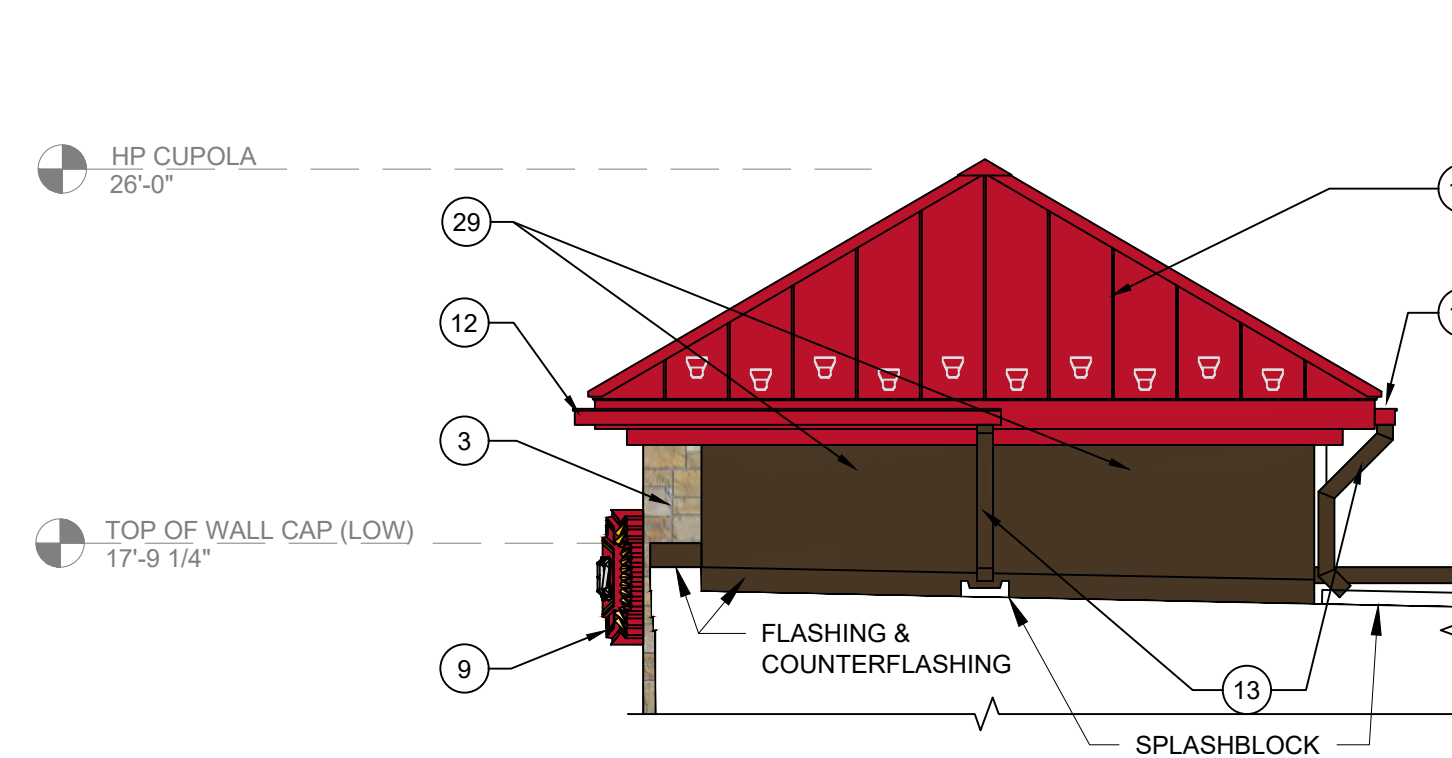 HP CUPOLA
26'-0"
29
12
3
TOP OF WALL CAP (LOW)
17'-9 1/4"
9
FLASHING &
COUNTERFLASHING
13
SPLASHBLOCK